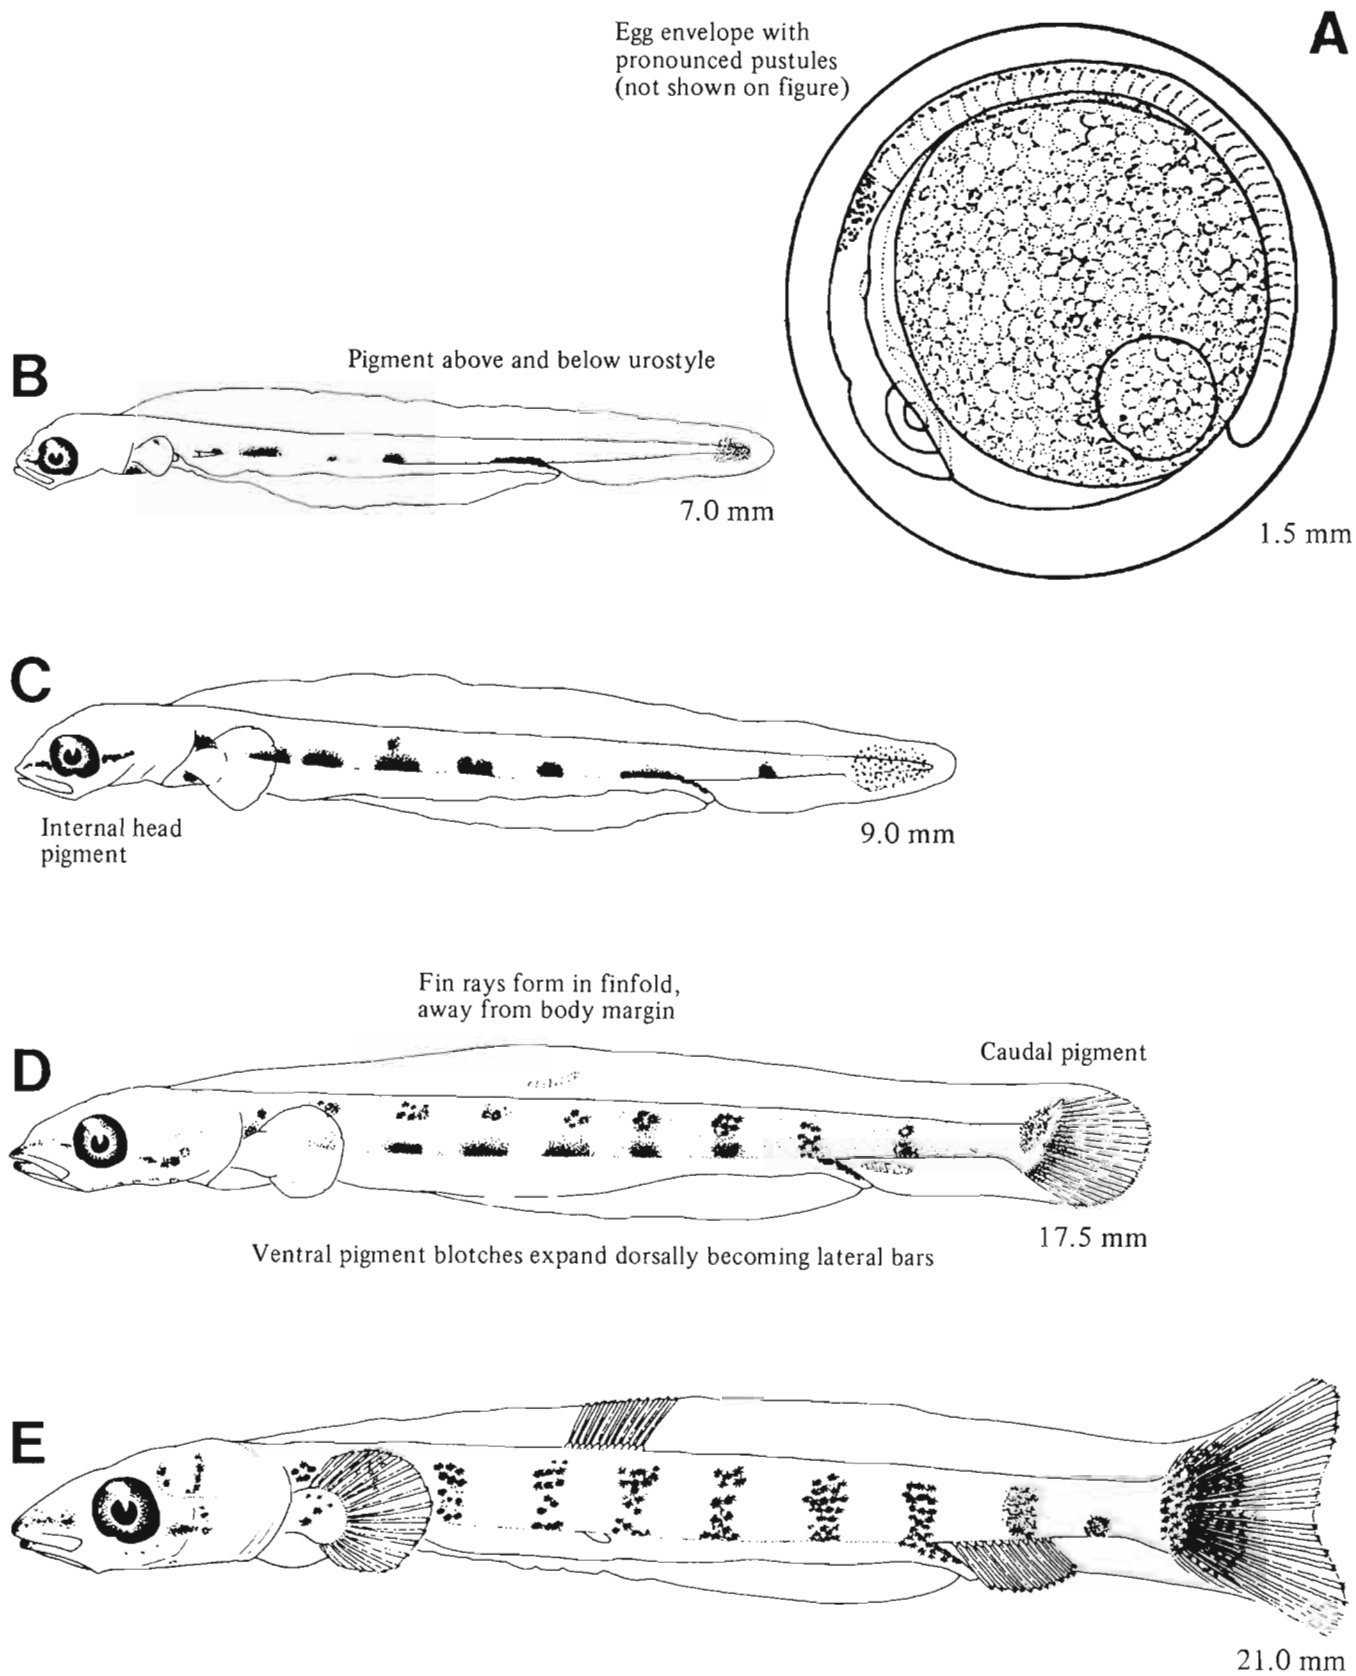 Egg envelope with
pronounced pustules
(not shown on figure)
A
1.5 mm
B
Pigment above and below urostyle
7.0 mm
C
Internal head
pigment
9.0 mm
Fin rays form in finfold,
away from body margin
D
Caudal pigment
17.5 mm
Ventral pigment blotches expand dorsally becoming lateral bars
E
21.0 mm